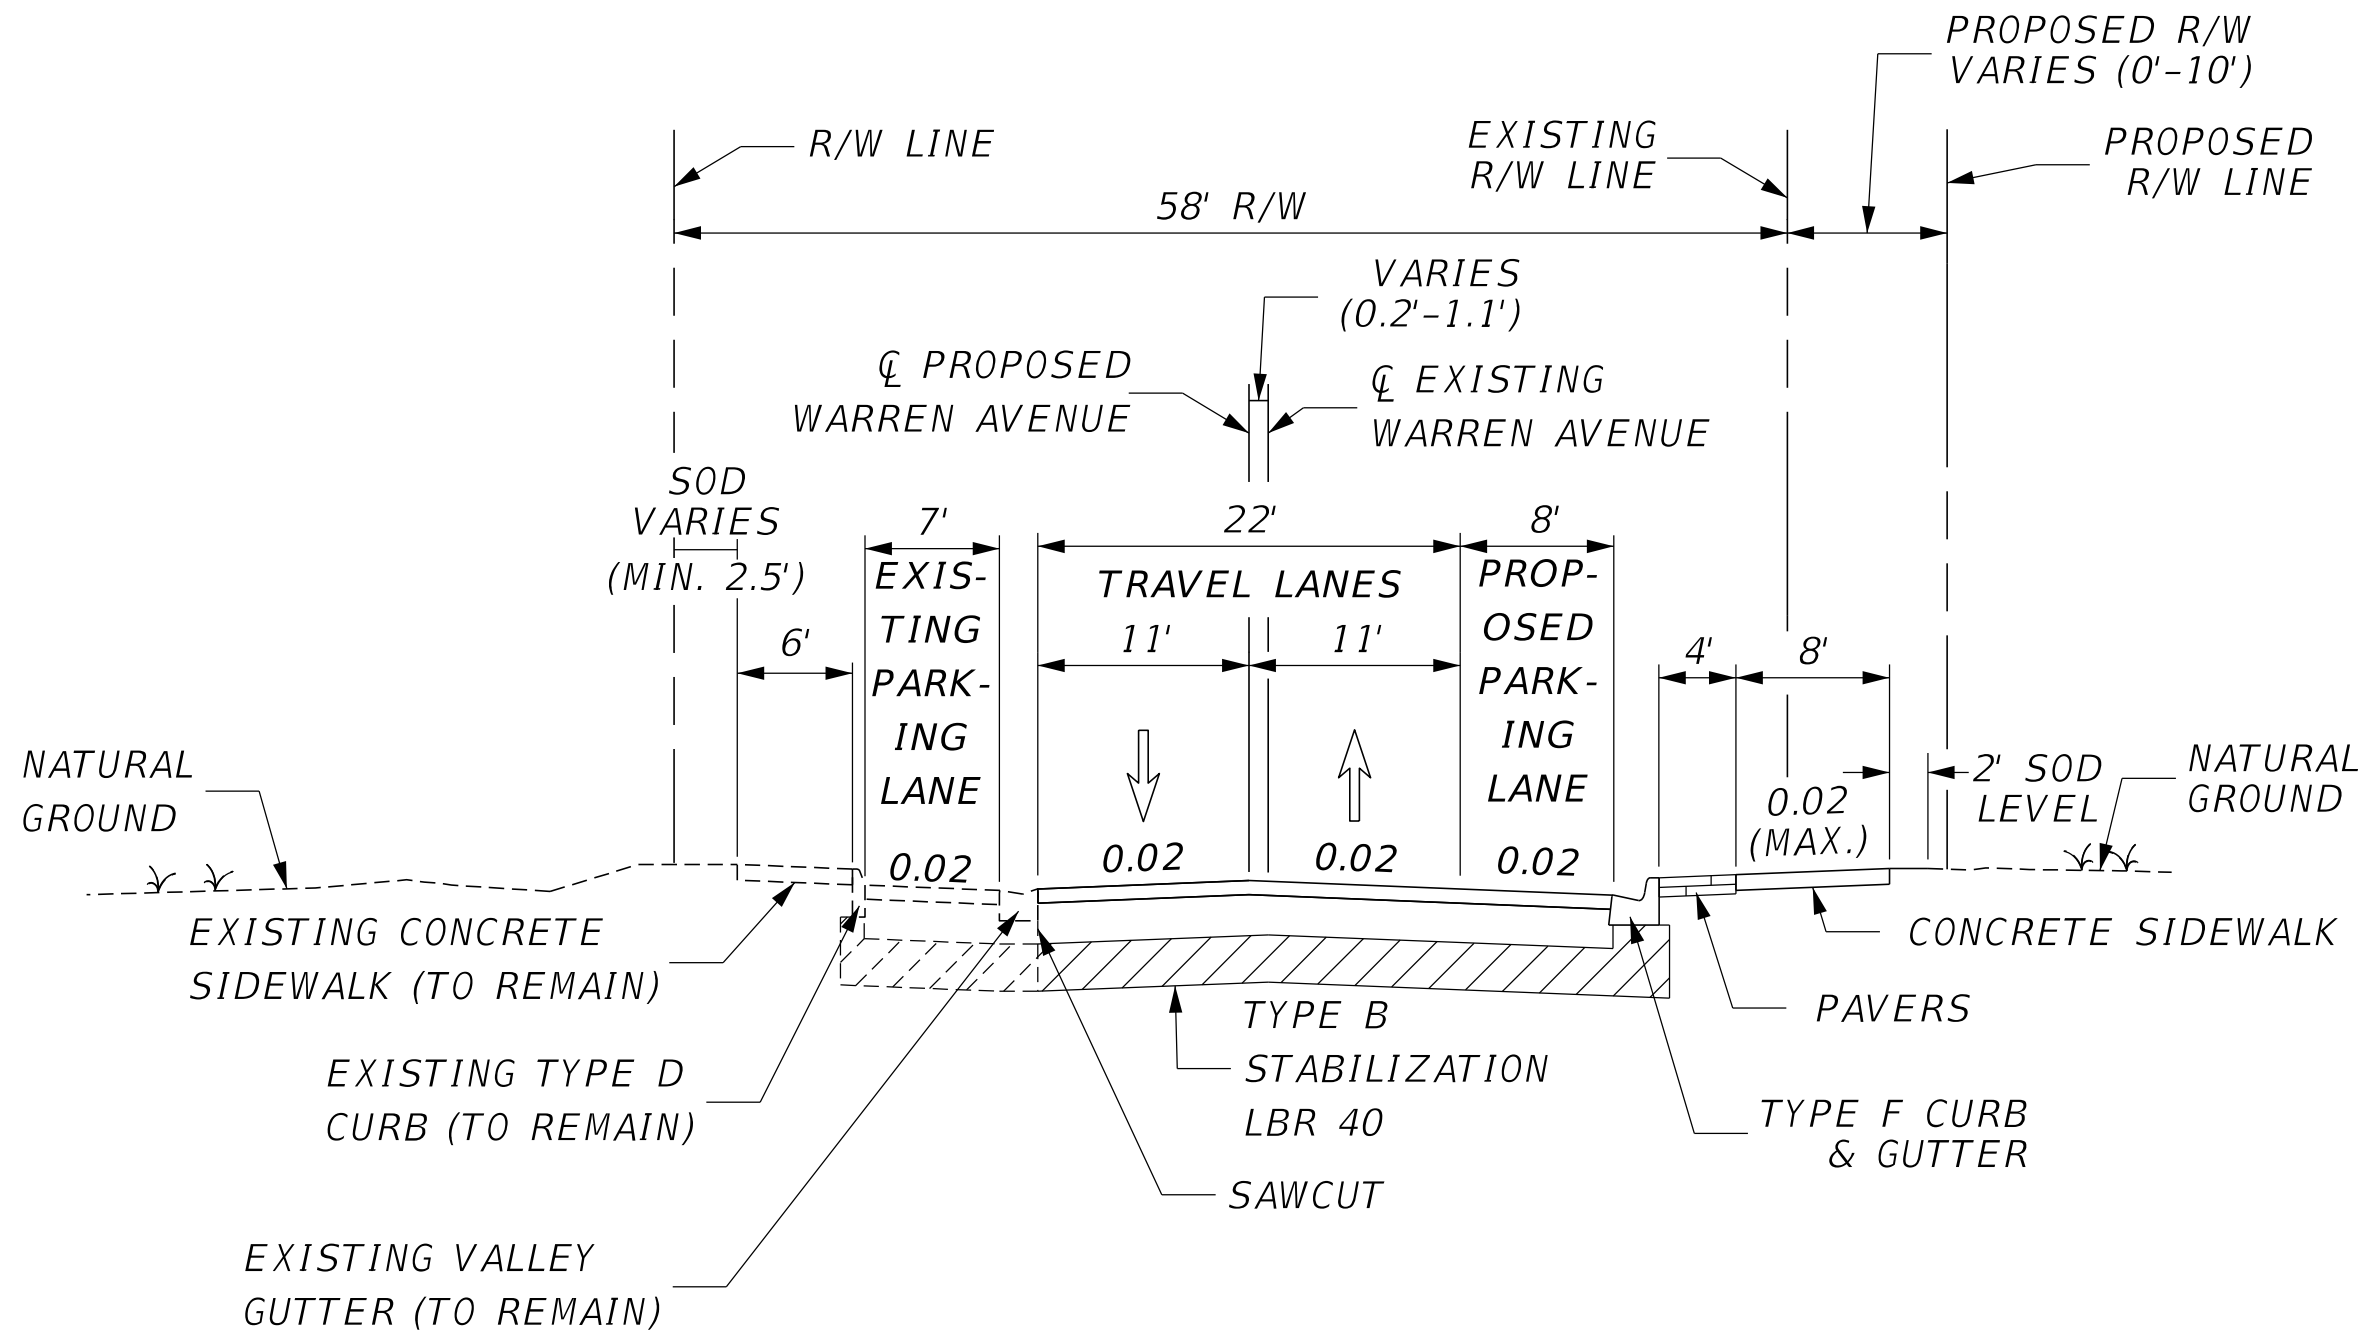 PROPOSED R/W
VARIES (0'-10')
R/W LINE
EXISTING
R/W LINE
PROPOSED
R/W LINE
58' R/W
VARIES
(0.2'-1.1')
℄ PROPOSED
WARREN AVENUE
℄ EXISTING
WARREN AVENUE
SOD
VARIES
(MIN. 2.5')
7'
22'
8'
EXIS-
TING
PARK-
ING
LANE
TRAVEL LANES
PROP-
OSED
PARK-
ING
LANE
6'
11'
11'
4'
8'
NATURAL
GROUND
2' SOD
LEVEL
NATURAL
GROUND
0.02
0.02
0.02
0.02
0.02
(MAX.)
EXISTING CONCRETE
SIDEWALK (TO REMAIN)
CONCRETE SIDEWALK
PAVERS
TYPE B
STABILIZATION
LBR 40
EXISTING TYPE D
CURB (TO REMAIN)
TYPE F CURB
& GUTTER
SAWCUT
EXISTING VALLEY
GUTTER (TO REMAIN)